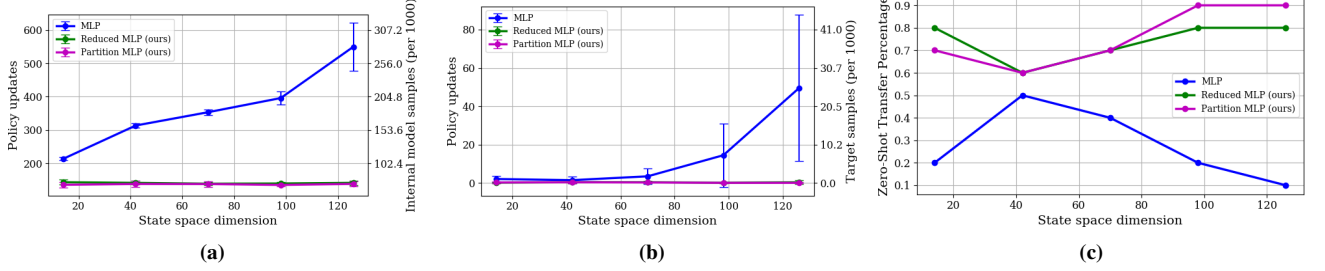 600
500
400
300
200
Policy updates
MLP
Reduced MLP (ours)
Partition MLP (ours)
307.2
256.0
204.8
153.6
102.4
Internal model samples (per 1000)
20 40 60 80 100 120
State space dimension
(a)
80
60
40
20
0
Policy updates
MLP
Reduced MLP (ours)
Partition MLP (ours)
41.0
30.7
20.5
10.2
0.0
Target samples (per 1000)
20 40 60 80 100 120
State space dimension
(b)
0.9
0.8
0.7
0.6
0.5
0.4
0.3
0.2
0.1
Zero-Shot Transfer Percentage
MLP
Reduced MLP (ours)
Partition MLP (ours)
20 40 60 80 100 120
State space dimension
(c)